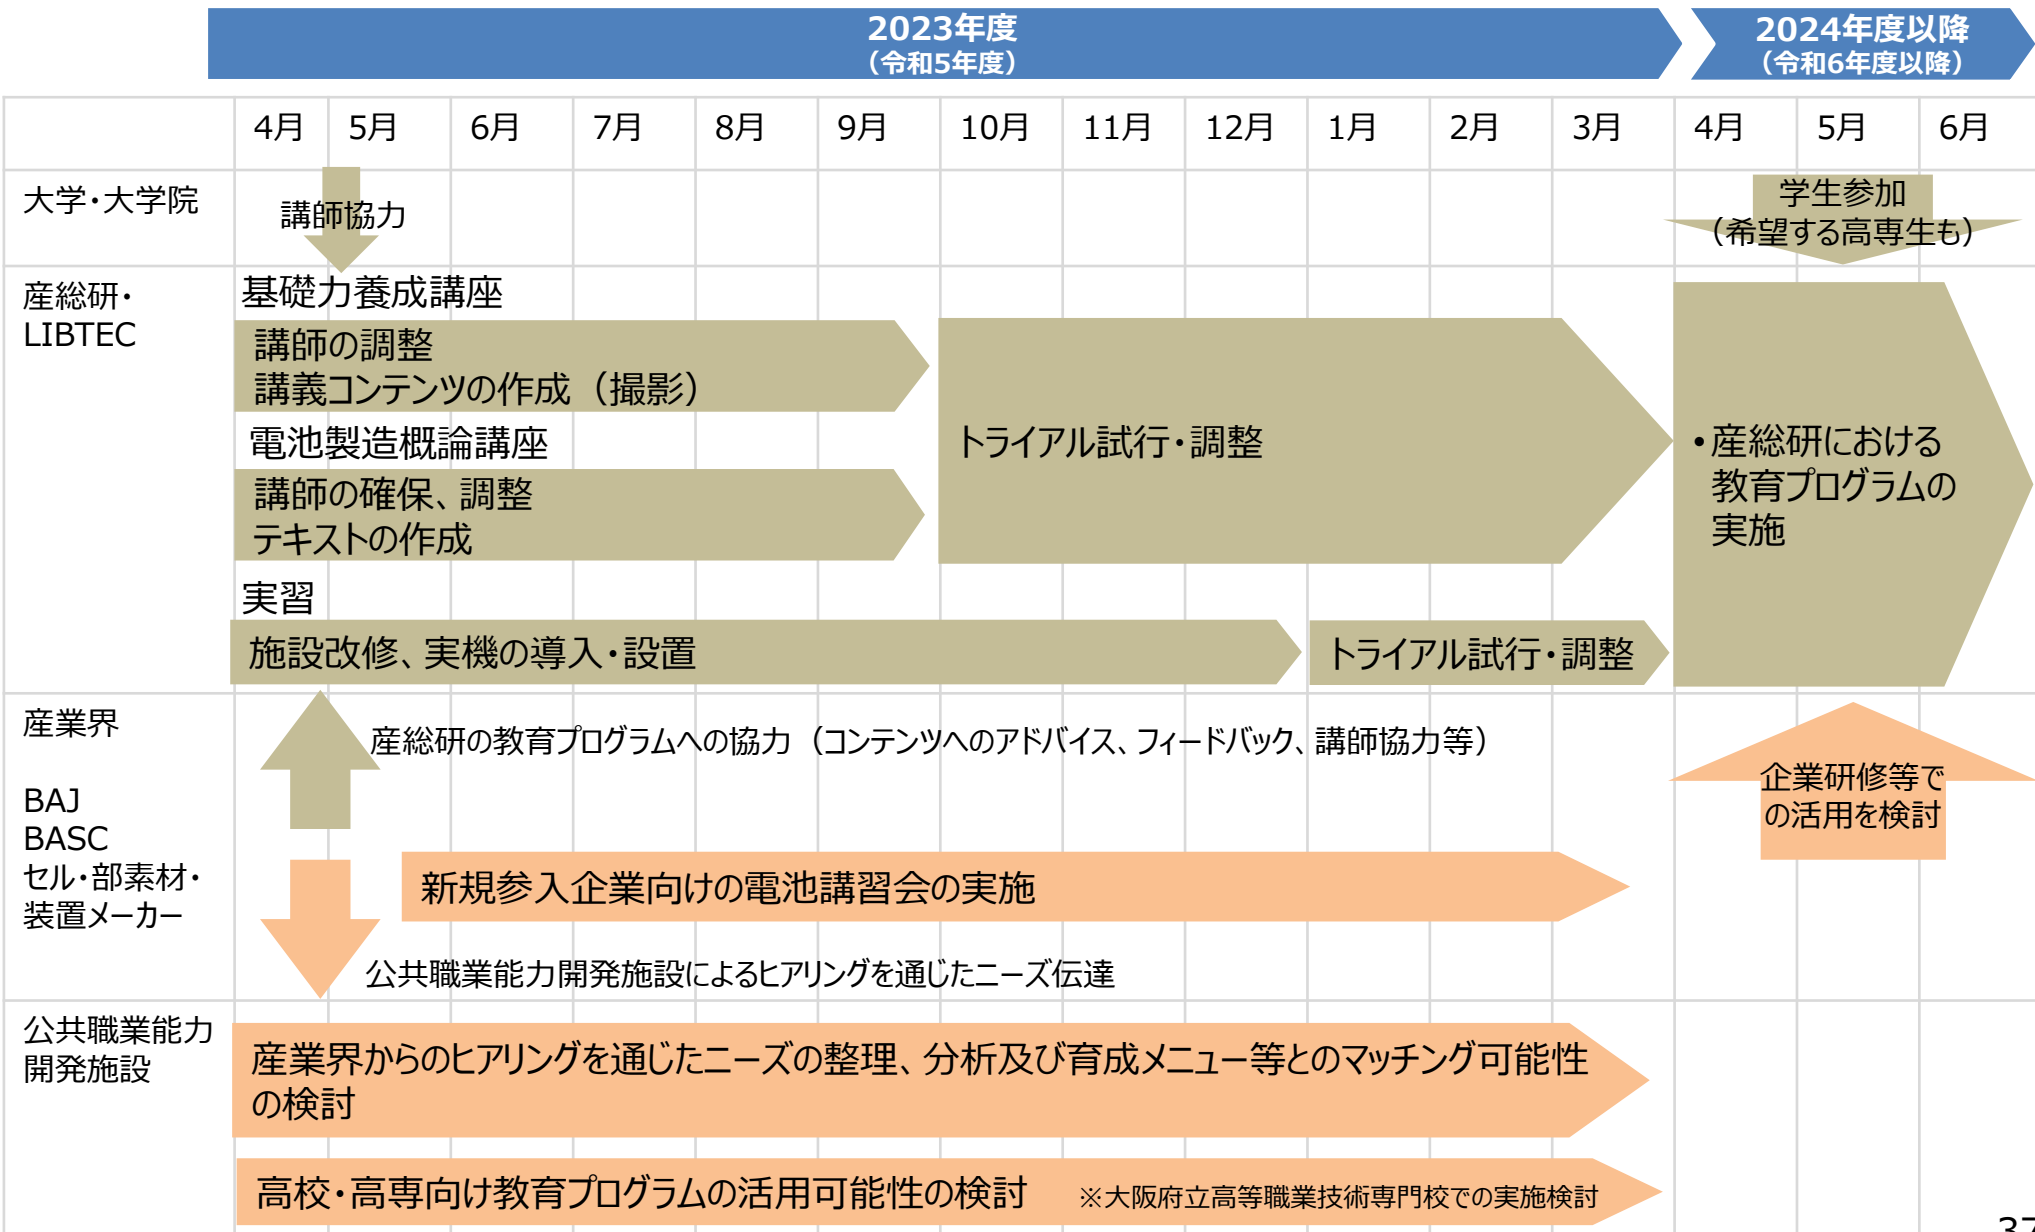 2023年度
（令和5年度）
2024年度以降
（令和6年度以降）
4月 5月 6月 7月 8月 9月 10月 11月 12月 1月 2月 3月 4月 5月 6月
大学・大学院
講師協力
学生参加
（希望する高専生も）
産総研・
LIBTEC
基礎力養成講座
講師の調整
講義コンテンツの作成（撮影）
電池製造概論講座
講師の確保、調整
テキストの作成
トライアル試行・調整
・産総研における
教育プログラムの
実施
実習
施設改修、実機の導入・設置
トライアル試行・調整
産業界
BAJ
BASC
セル・部素材・
装置メーカー
産総研の教育プログラムへの協力（コンテンツへのアドバイス、フィードバック、講師協力等）
企業研修等で
の活用を検討
新規参入企業向けの電池講習会の実施
公共職業能力開発施設によるヒアリングを通じたニーズ伝達
公共職業能力
開発施設
産業界からのヒアリングを通じたニーズの整理、分析及び育成メニュー等とのマッチング可能性
の検討
高校・高専向け教育プログラムの活用可能性の検討 ※大阪府立高等職業技術専門校での実施検討
37